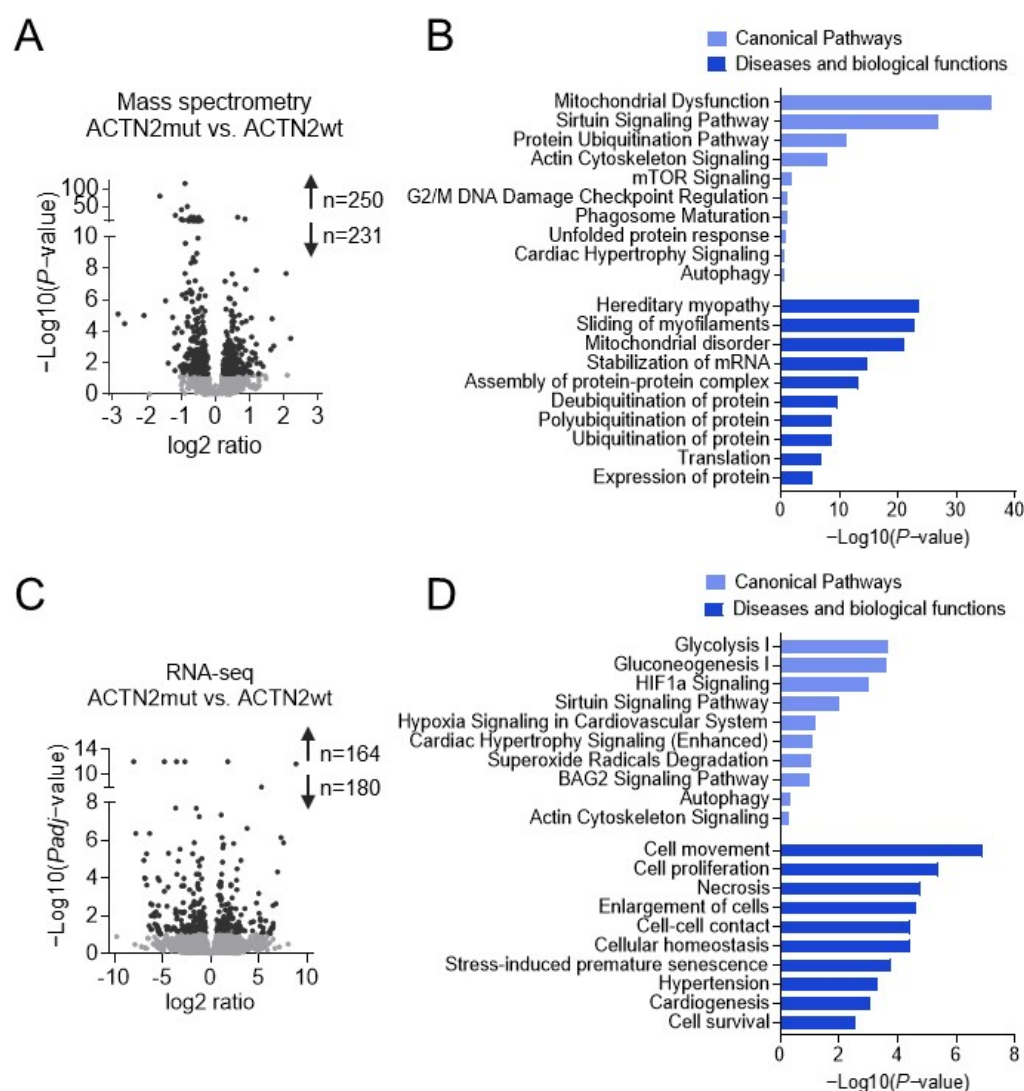 A
Mass spectrometry
ACTN2mut vs. ACTN2wt
−Log10(P−value)
100
50
10
8
6
4
2
0
n=250
n=231
-3 -2 -1 0 1 2 3
log2 ratio
B
Canonical Pathways
Diseases and biological functions
Mitochondrial Dysfunction
Sirtuin Signaling Pathway
Protein Ubiquitination Pathway
Actin Cytoskeleton Signaling
mTOR Signaling
G2/M DNA Damage Checkpoint Regulation
Phagosome Maturation
Unfolded protein response
Cardiac Hypertrophy Signaling
Autophagy
Hereditary myopathy
Sliding of myofilaments
Mitochondrial disorder
Stabilization of mRNA
Assembly of protein-protein complex
Deubiquitination of protein
Polyubiquitination of protein
Ubiquitination of protein
Translation
Expression of protein
0 10 20 30 40
−Log10(P−value)
C
RNA-seq
ACTN2mut vs. ACTN2wt
−Log10(Padj−value)
14
10
8
6
4
2
0
n=164
n=180
-10 -5 0 5 10
log2 ratio
D
Canonical Pathways
Diseases and biological functions
Glycolysis I
Gluconeogenesis I
HIF1a Signaling
Sirtuin Signaling Pathway
Hypoxia Signaling in Cardiovascular System
Cardiac Hypertrophy Signaling (Enhanced)
Superoxide Radicals Degradation
BAG2 Signaling Pathway
Autophagy
Actin Cytoskeleton Signaling
Cell movement
Cell proliferation
Necrosis
Enlargement of cells
Cell-cell contact
Cellular homeostasis
Stress-induced premature senescence
Hypertension
Cardiogenesis
Cell survival
0 2 4 6 8
−Log10(P−value)